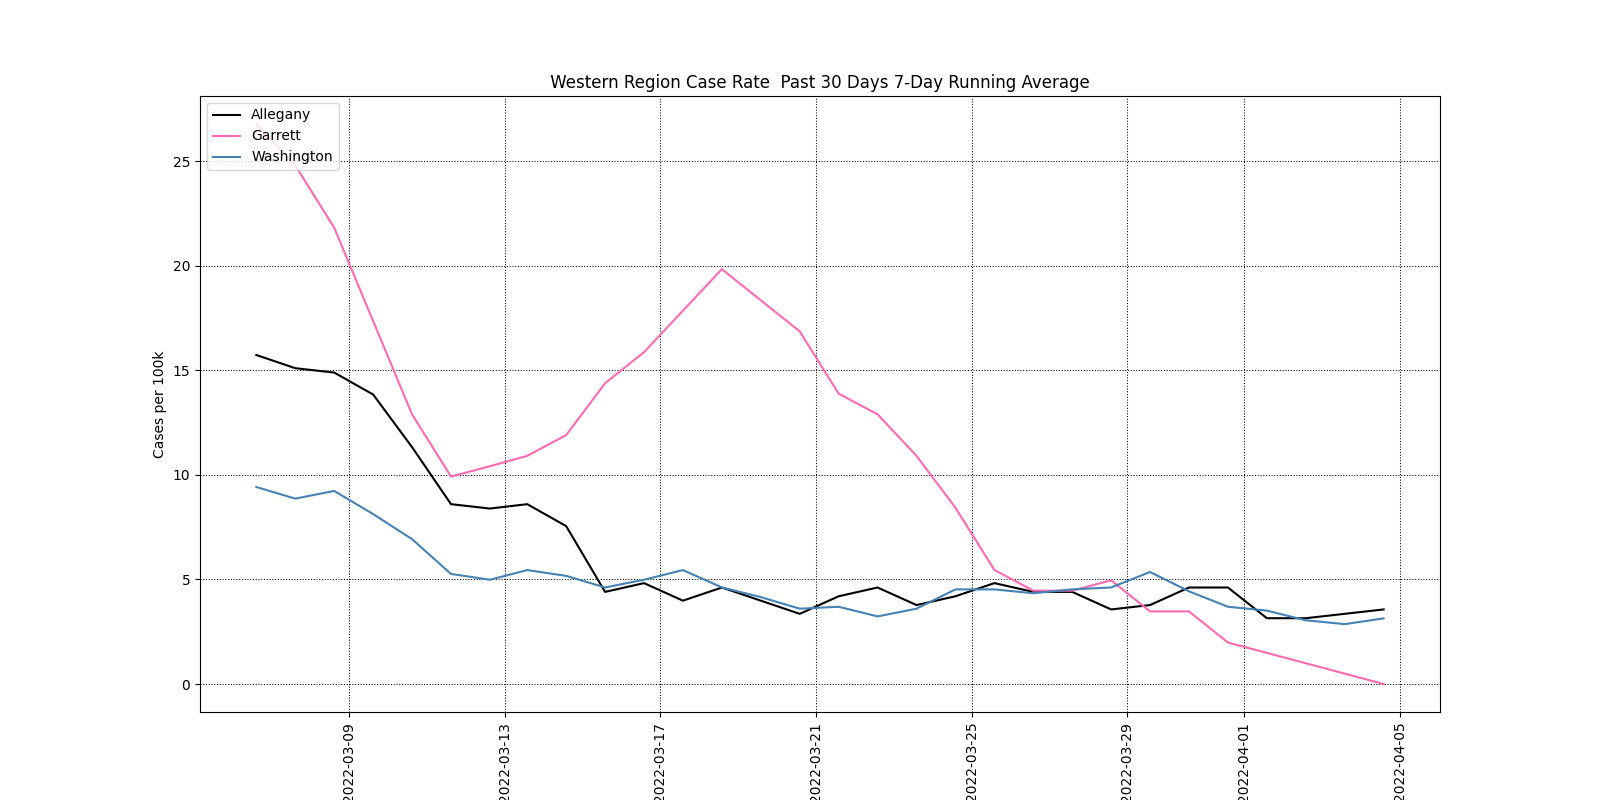 Western Region Case Rate  Past 30 Days 7-Day Running Average
Allegany
Garrett
Washington
Cases per 100k
25
20
15
10
5
0
2022-03-09
2022-03-13
2022-03-17
2022-03-21
2022-03-25
2022-03-29
2022-04-01
2022-04-05